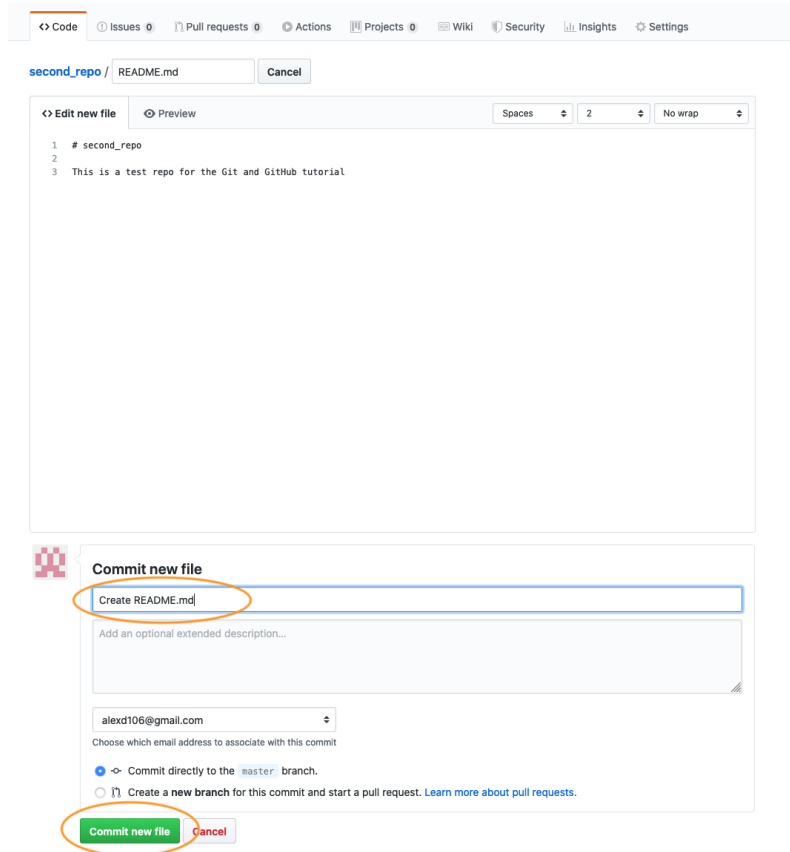 <> Code Issues 0 Pull requests 0 Actions Projects 0 Wiki Security Insights Settings
second_repo / README.md Cancel
<> Edit new file Preview Spaces 2 No wrap
1 # second_repo
2
3 This is a test repo for the Git and GitHub tutorial
Commit new file
Create README.md
Add an optional extended description...
alexd106@gmail.com
Choose which email address to associate with this commit
Commit directly to the master branch.
Create a new branch for this commit and start a pull request. Learn more about pull requests.
Commit new file Cancel